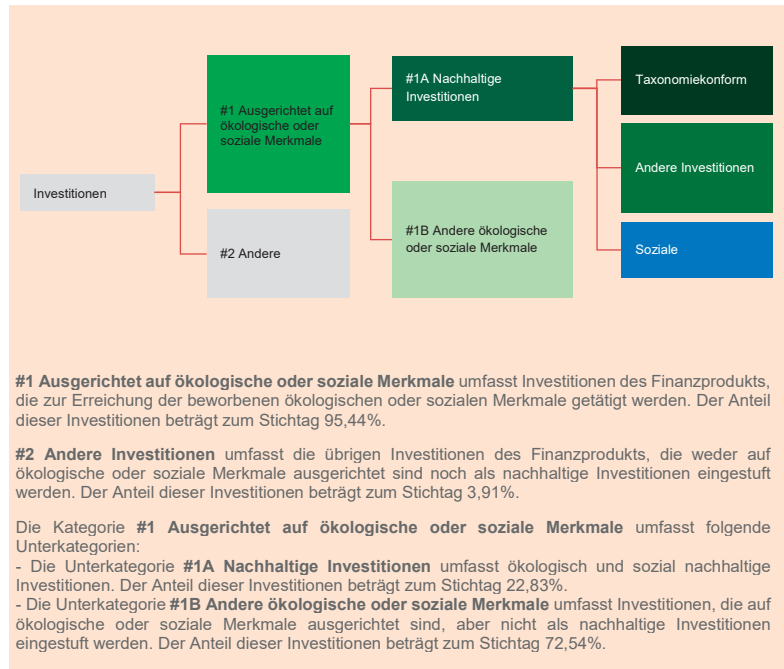 Investitionen
#1 Ausgerichtet auf
ökologische oder
soziale Merkmale
#2 Andere
#1A Nachhaltige
Investitionen
#1B Andere ökologische
oder soziale Merkmale
Taxonomiekonform
Andere Investitionen
Soziale
#1 Ausgerichtet auf ökologische oder soziale Merkmale umfasst Investitionen des Finanzprodukts,
die zur Erreichung der beworbenen ökologischen oder sozialen Merkmale getätigt werden. Der Anteil
dieser Investitionen beträgt zum Stichtag 95,44%.
#2 Andere Investitionen umfasst die übrigen Investitionen des Finanzprodukts, die weder auf
ökologische oder soziale Merkmale ausgerichtet sind noch als nachhaltige Investitionen eingestuft
werden. Der Anteil dieser Investitionen beträgt zum Stichtag 3,91%.
Die Kategorie #1 Ausgerichtet auf ökologische oder soziale Merkmale umfasst folgende
Unterkategorien:
- Die Unterkategorie #1A Nachhaltige Investitionen umfasst ökologisch und sozial nachhaltige
Investitionen. Der Anteil dieser Investitionen beträgt zum Stichtag 22,83%.
- Die Unterkategorie #1B Andere ökologische oder soziale Merkmale umfasst Investitionen, die auf
ökologische oder soziale Merkmale ausgerichtet sind, aber nicht als nachhaltige Investitionen
eingestuft werden. Der Anteil dieser Investitionen beträgt zum Stichtag 72,54%.